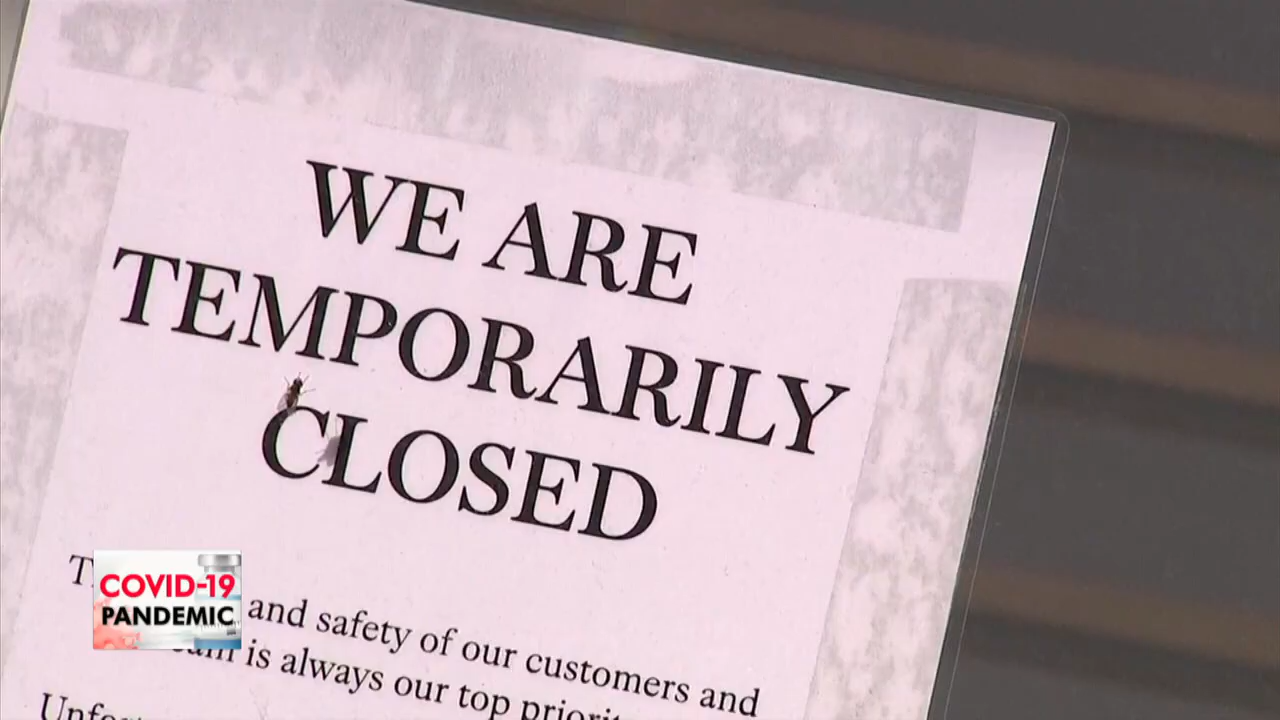 WE ARE
TEMPORARILY
CLOSED
and safety of our customers and
is always our top
COVID-19
PANDEMIC